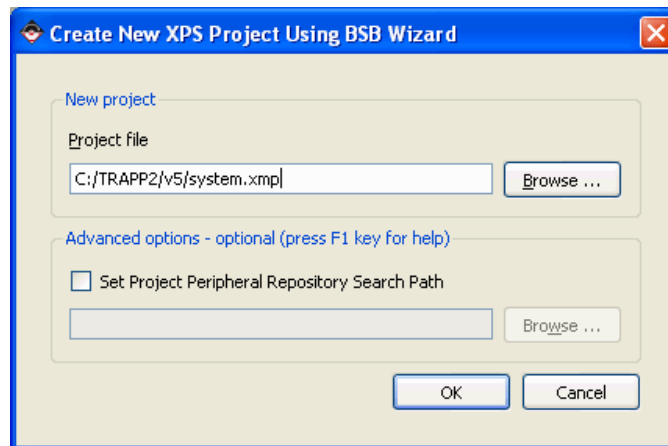 Create New XPS Project Using BSB Wizard
New project
Project file
C:/TRAPP2/v5/system.xmp
Browse ...
Advanced options - optional (press F1 key for help)
Set Project Peripheral Repository Search Path
Browse ...
OK
Cancel